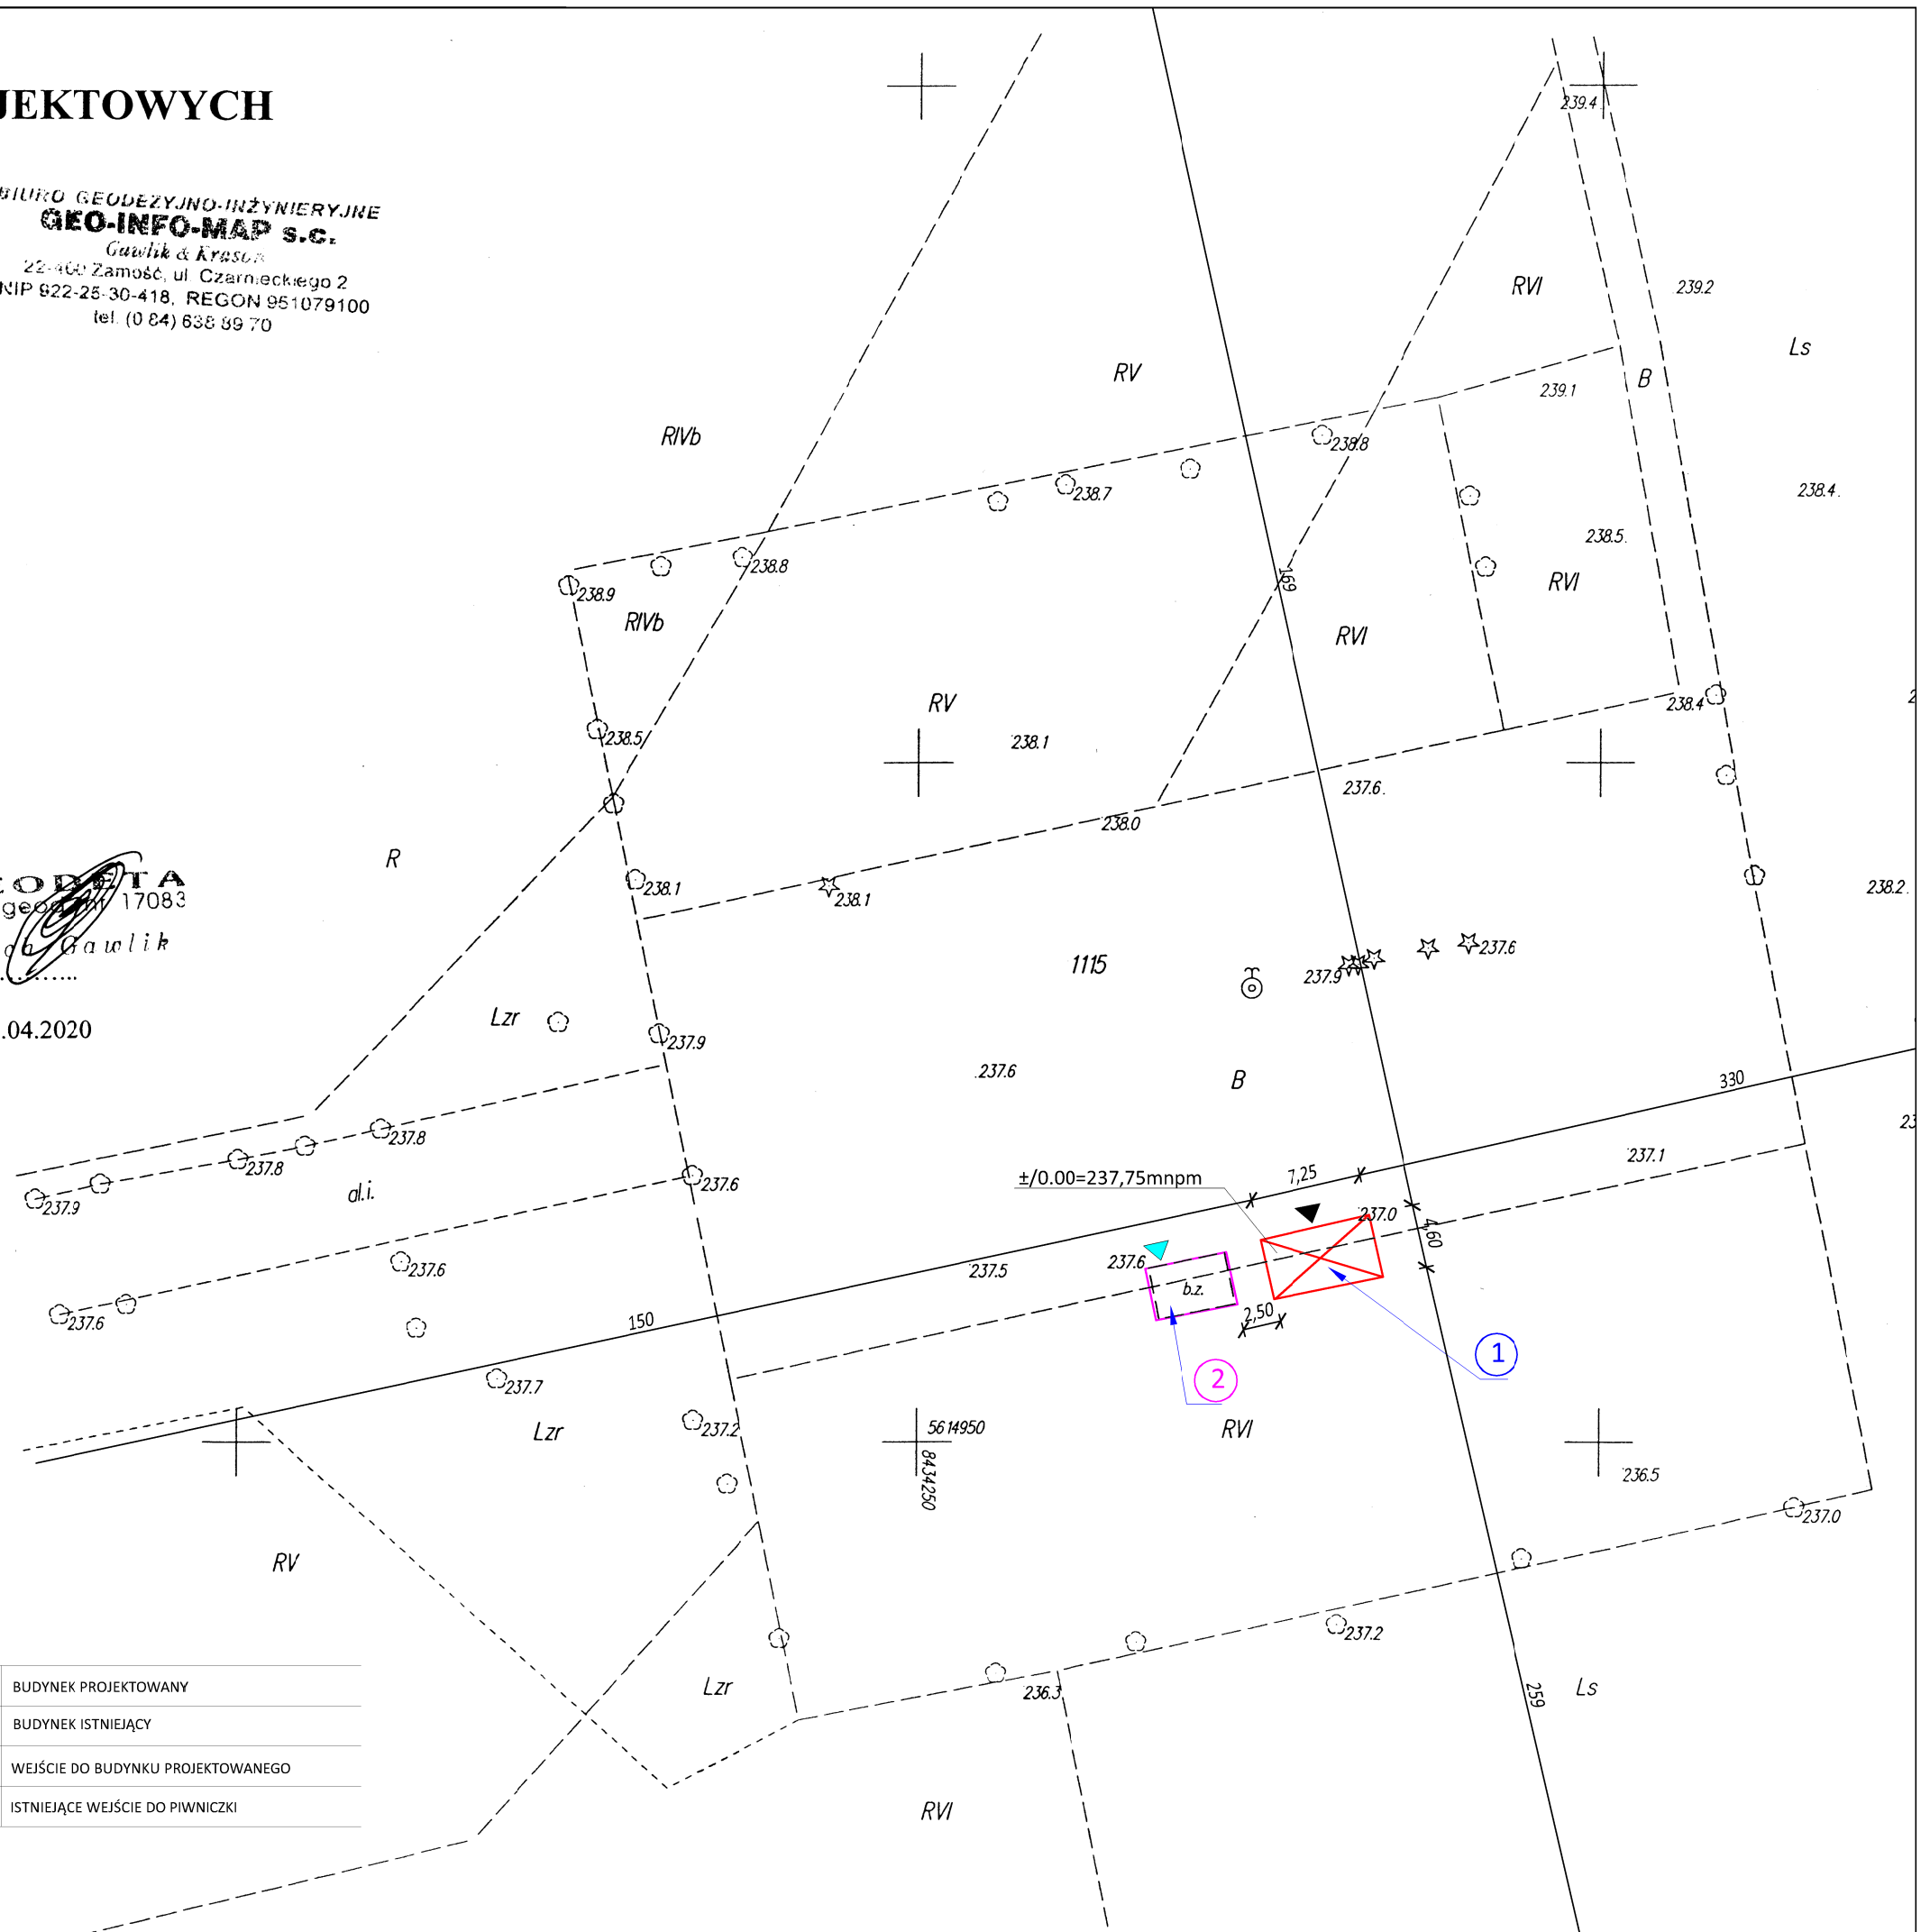 JEKTOWYCH
BIURO GEODEZYJNO-INŻYNIERYJNE
GEO-INFO-MAP s.c.
Gawlik & Krason
22-400 Zamość, ul. Czarnieckiego 2
NIP 922-25-30-418, REGON 951079100
tel. (0 84) 638 89 70
239.4
RVI
239.2
Ls
RV
B
239.1
RIVb
238.8
238.7
238.4
238.5
238.8
238.9
169
RVI
RIVb
RVI
RV
238.4
238.5
238.1
237.6
238.0
R
238.1
238.1
238.2
17083
Gawlik
1115
237.9
237.6
.04.2020
Lzr
237.9
237.6
B
330
237.8
237.8
237.1
237.9
dl.i.
237.6
±/0.00=237,75mnpm
7,25
237.0
4,60
237.6
237.5
237.6
b.z.
2,50
237.6
150
1
2
237.7
Lzr
237.2
5614950
8434250
RVI
236.5
237.0
RV
237.2
Lzr
236.3
259
Ls
BUDYNEK PROJEKTOWANY
BUDYNEK ISTNIEJĄCY
WEJŚCIE DO BUDYNKU PROJEKTOWANEGO
ISTNIEJĄCE WEJŚCIE DO PIWNICZKI
RVI